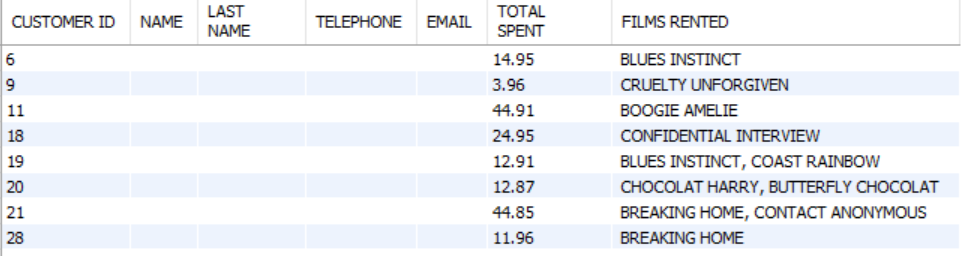 CUSTOMER ID NAME LAST NAME TELEPHONE EMAIL TOTAL SPENT FILMS RENTED
6 14.95 BLUES INSTINCT
9 3.96 CRUELTY UNFORGIVEN
11 44.91 BOOGIE AMELIE
18 24.95 CONFIDENTIAL INTERVIEW
19 12.91 BLUES INSTINCT, COAST RAINBOW
20 12.87 CHOCOLAT HARRY, BUTTERFLY CHOCOLAT
21 44.85 BREAKING HOME, CONTACT ANONYMOUS
28 11.96 BREAKING HOME